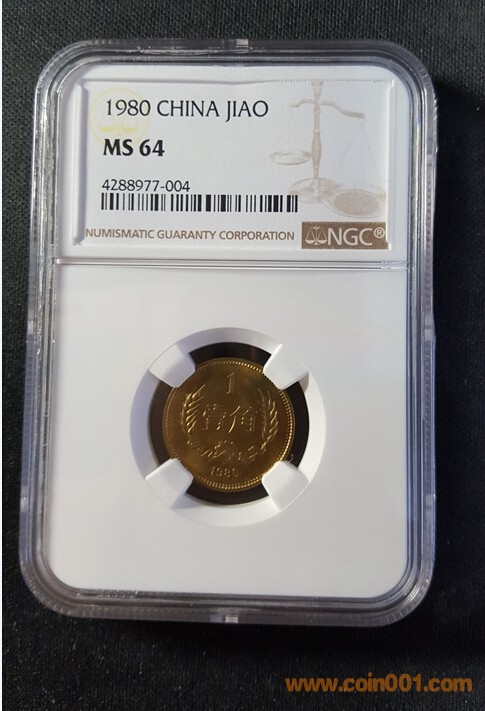 1980 CHINA JIAO
MS 64
4288977-004
NUMISMATIC GUARANTY CORPORATION
NGC®
1
壹角
1980
www.coin001.com